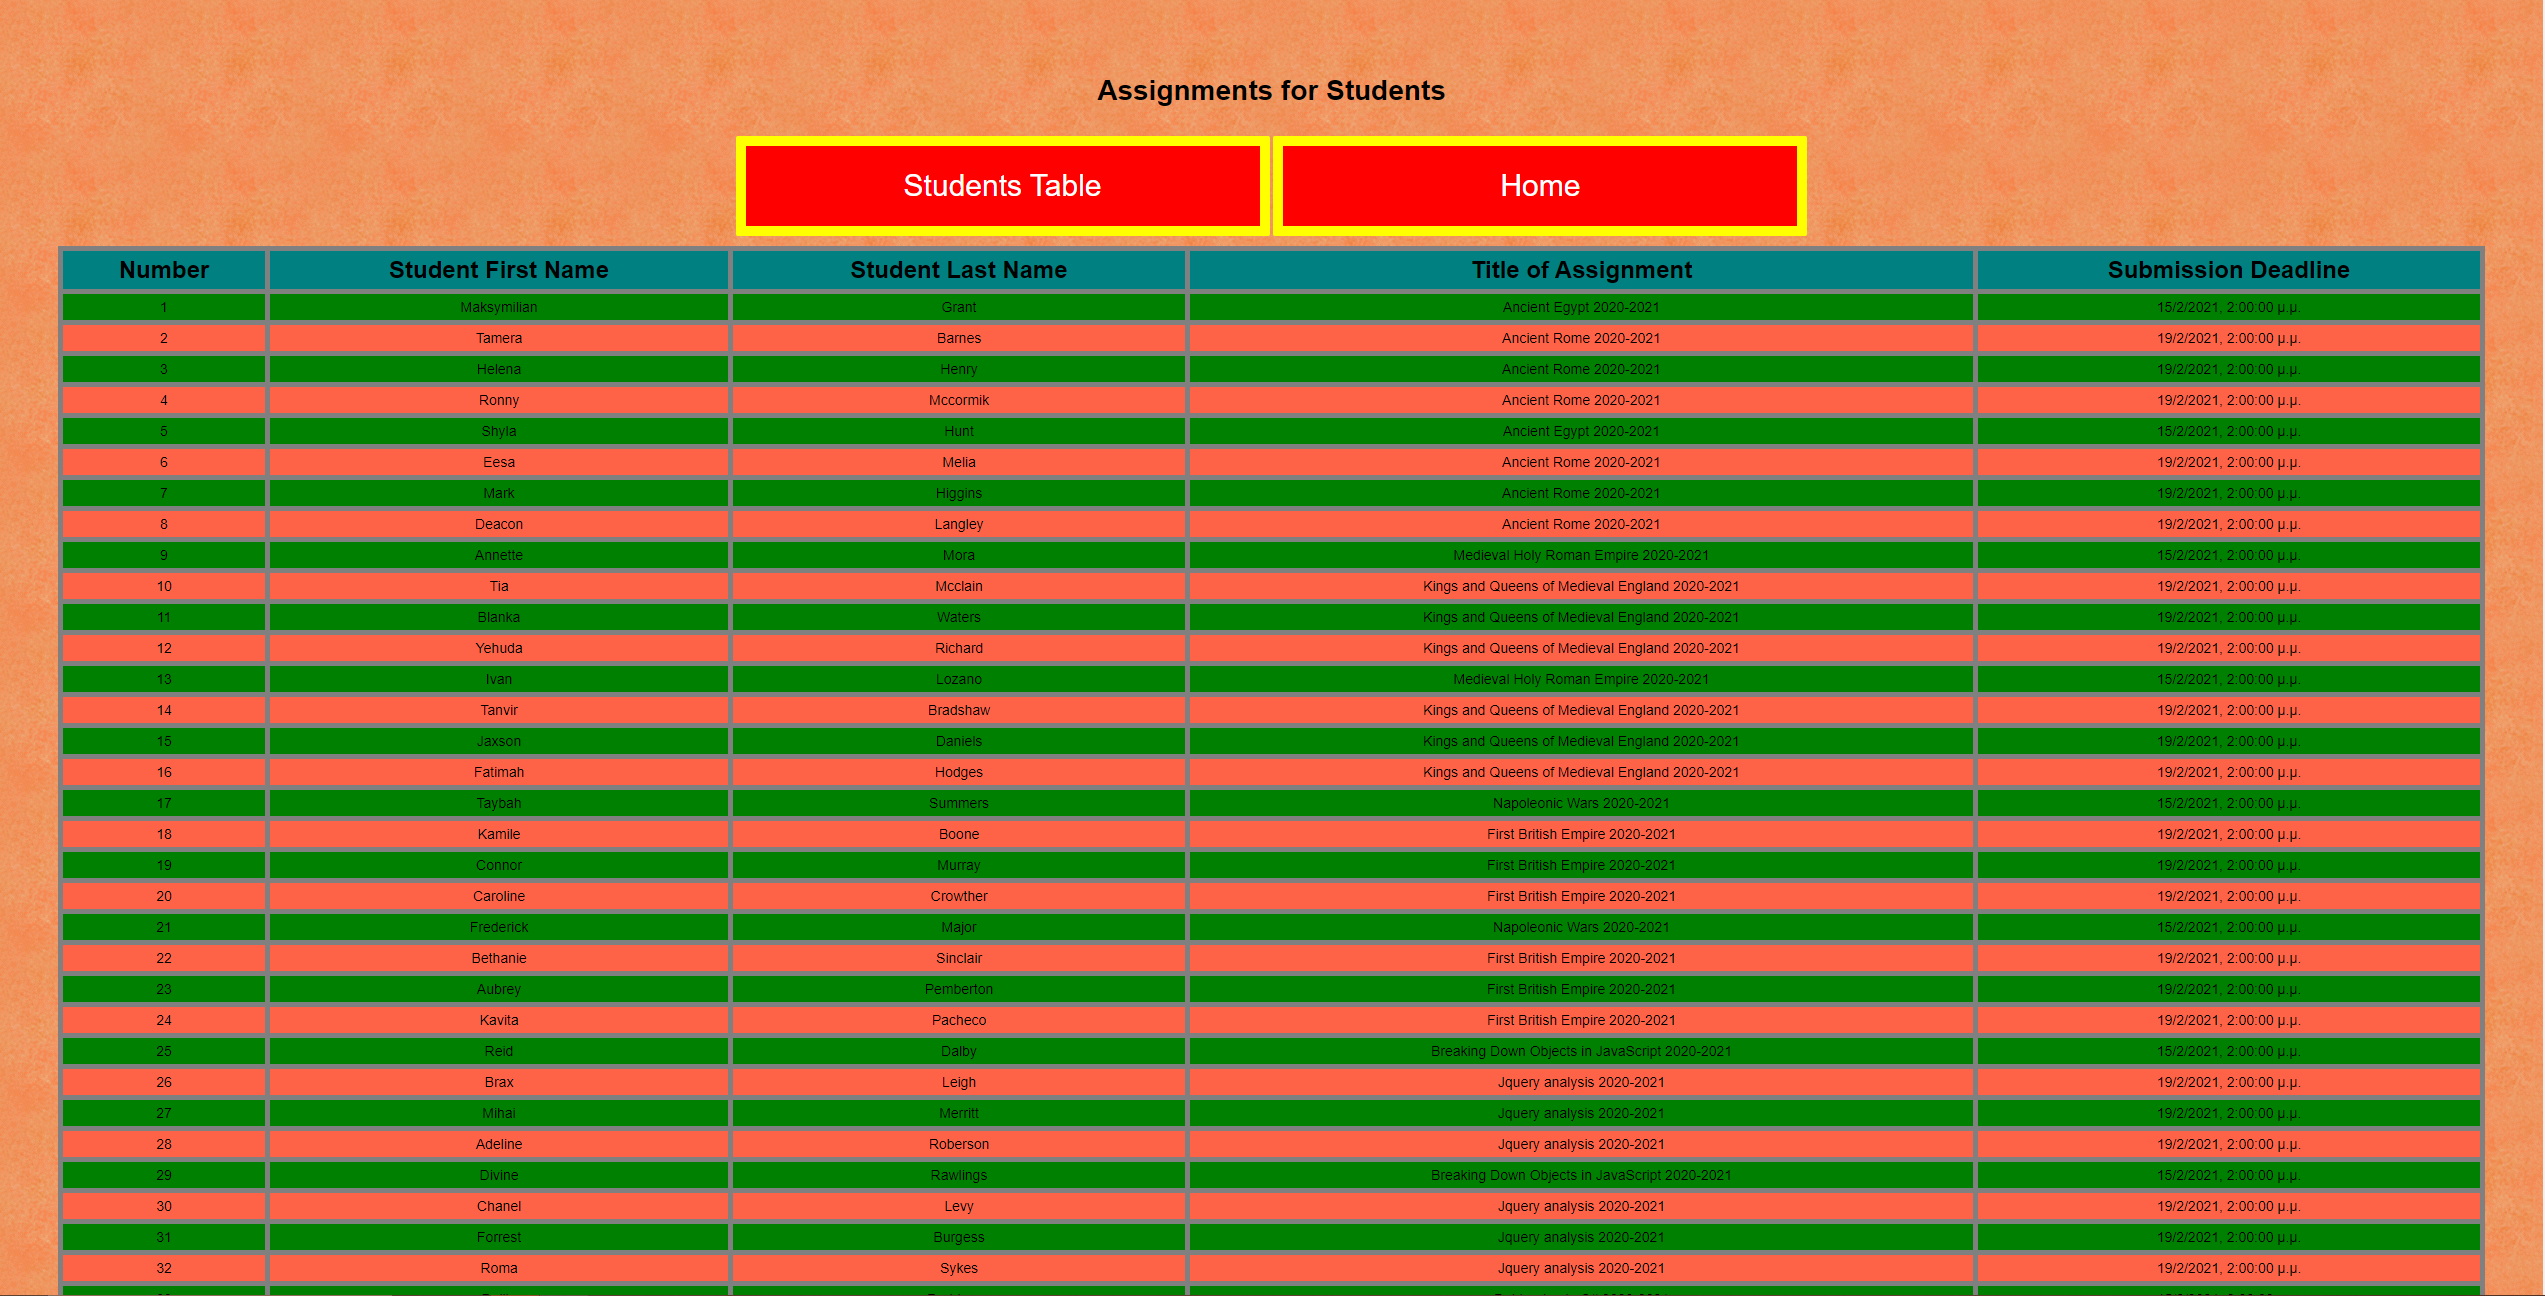 Assignments for Students
Students Table Home
Number Student First Name Student Last Name Title of Assignment Submission Deadline
1 Maksymilian Grant Ancient Egypt 2020-2021 15/2/2021, 2:00:00 μ.μ.
2 Tamera Barnes Ancient Rome 2020-2021 19/2/2021, 2:00:00 μ.μ.
3 Helena Henry Ancient Rome 2020-2021 19/2/2021, 2:00:00 μ.μ.
4 Ronny Mccormik Ancient Rome 2020-2021 19/2/2021, 2:00:00 μ.μ.
5 Shyla Hunt Ancient Egypt 2020-2021 15/2/2021, 2:00:00 μ.μ.
6 Eesa Melia Ancient Rome 2020-2021 19/2/2021, 2:00:00 μ.μ.
7 Mark Higgins Ancient Rome 2020-2021 19/2/2021, 2:00:00 μ.μ.
8 Deacon Langley Ancient Rome 2020-2021 19/2/2021, 2:00:00 μ.μ.
9 Annette Mora Medieval Holy Roman Empire 2020-2021 15/2/2021, 2:00:00 μ.μ.
10 Tia Mcclain Kings and Queens of Medieval England 2020-2021 19/2/2021, 2:00:00 μ.μ.
11 Blanka Waters Kings and Queens of Medieval England 2020-2021 19/2/2021, 2:00:00 μ.μ.
12 Yehuda Richard Kings and Queens of Medieval England 2020-2021 19/2/2021, 2:00:00 μ.μ.
13 Ivan Lozano Medieval Holy Roman Empire 2020-2021 15/2/2021, 2:00:00 μ.μ.
14 Tanvir Bradshaw Kings and Queens of Medieval England 2020-2021 19/2/2021, 2:00:00 μ.μ.
15 Jaxson Daniels Kings and Queens of Medieval England 2020-2021 19/2/2021, 2:00:00 μ.μ.
16 Fatimah Hodges Kings and Queens of Medieval England 2020-2021 19/2/2021, 2:00:00 μ.μ.
17 Taybah Summers Napoleonic Wars 2020-2021 15/2/2021, 2:00:00 μ.μ.
18 Kamile Boone First British Empire 2020-2021 19/2/2021, 2:00:00 μ.μ.
19 Connor Murray First British Empire 2020-2021 19/2/2021, 2:00:00 μ.μ.
20 Caroline Crowther First British Empire 2020-2021 19/2/2021, 2:00:00 μ.μ.
21 Frederick Major Napoleonic Wars 2020-2021 15/2/2021, 2:00:00 μ.μ.
22 Bethanie Sinclair First British Empire 2020-2021 19/2/2021, 2:00:00 μ.μ.
23 Aubrey Pemberton First British Empire 2020-2021 19/2/2021, 2:00:00 μ.μ.
24 Kavita Pacheco First British Empire 2020-2021 19/2/2021, 2:00:00 μ.μ.
25 Reid Dalby Breaking Down Objects in JavaScript 2020-2021 15/2/2021, 2:00:00 μ.μ.
26 Brax Leigh Jquery analysis 2020-2021 19/2/2021, 2:00:00 μ.μ.
27 Mihai Merritt Jquery analysis 2020-2021 19/2/2021, 2:00:00 μ.μ.
28 Adeline Roberson Jquery analysis 2020-2021 19/2/2021, 2:00:00 μ.μ.
29 Divine Rawlings Breaking Down Objects in JavaScript 2020-2021 15/2/2021, 2:00:00 μ.μ.
30 Chanel Levy Jquery analysis 2020-2021 19/2/2021, 2:00:00 μ.μ.
31 Forrest Burgess Jquery analysis 2020-2021 19/2/2021, 2:00:00 μ.μ.
32 Roma Sykes Jquery analysis 2020-2021 19/2/2021, 2:00:00 μ.μ.